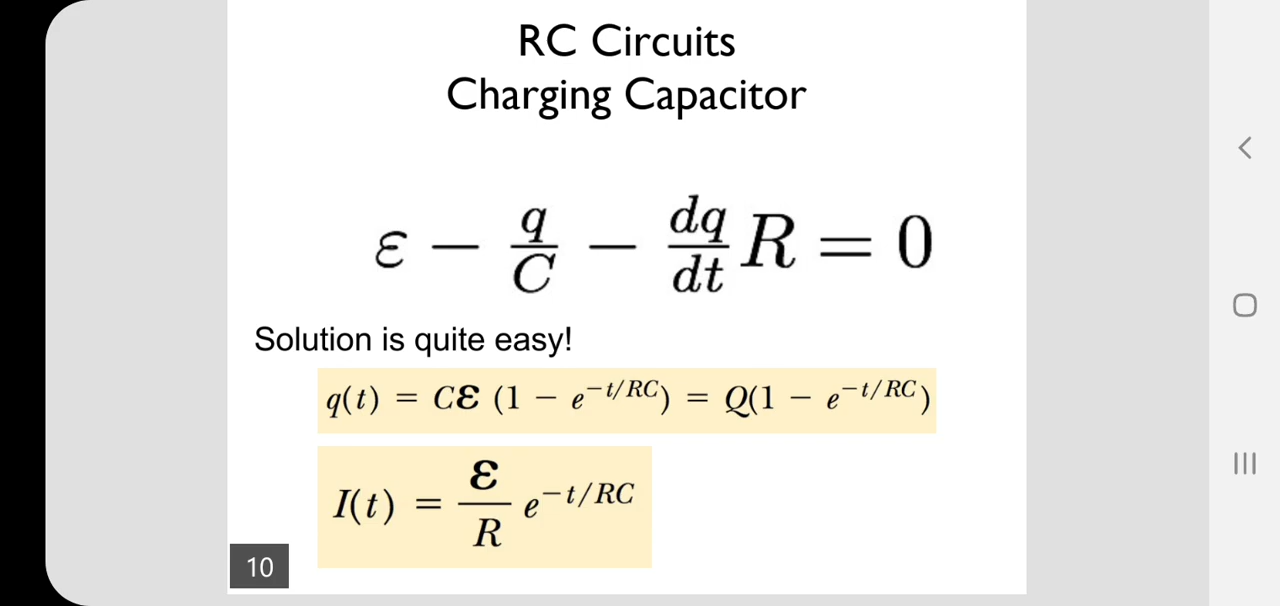 RC Circuits
Charging Capacitor
ε − q/C − dq/dt R = 0
Solution is quite easy!
q(t) = Cℰ (1 − e^−t/RC) = Q(1 − e^−t/RC)
I(t) = ℰ/R e^−t/RC
10